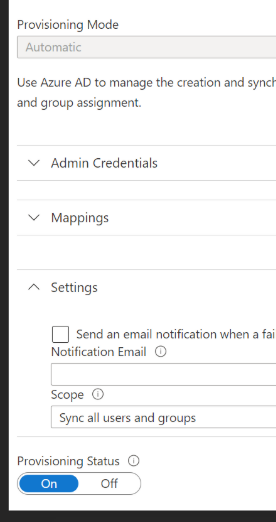 Provisioning Mode
Automatic
Use Azure AD to manage the creation and synch
and group assignment.
Admin Credentials
Mappings
Settings
Send an email notification when a fai
Notification Email
Scope
Sync all users and groups
Provisioning Status
On Off